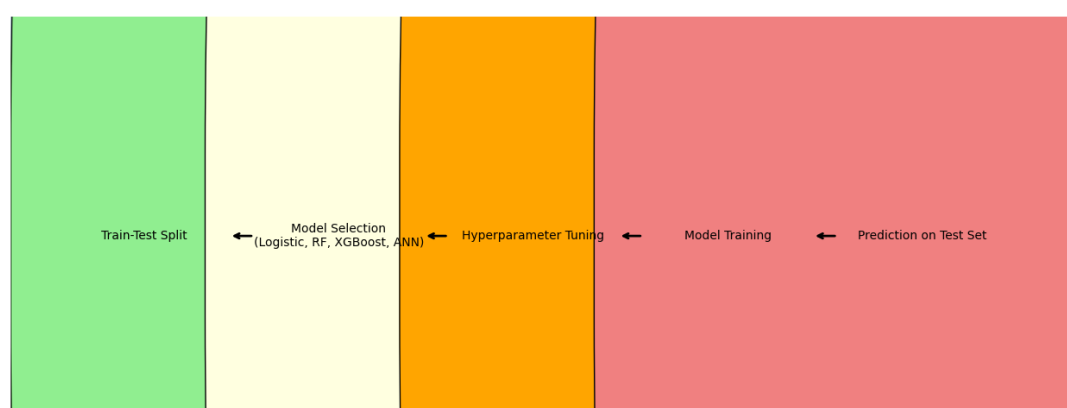 Train-Test Split
Model Selection
(Logistic, RF, XGBoost, ANN)
Hyperparameter Tuning
Model Training
Prediction on Test Set